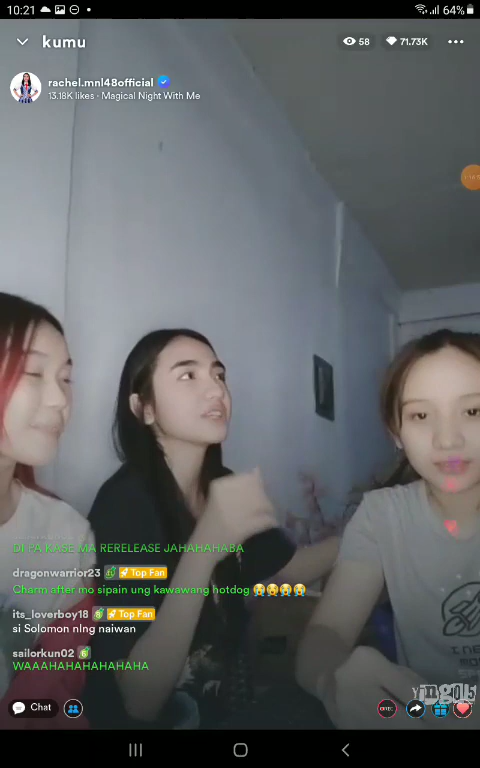 10:21
64%
kumu
58
71.73K
rachel.mnl48official
13.18K likes · Magical Night With Me
DI PA KASE MA RERELEASE JAHAHAHABA
dragonwarrior23 Top Fan
Charm after mo sipain ung kawawang hotdog 😭😭😭😭
its_loverboy18 Top Fan
si Solomon nlng naiwan
sailorkun02
WAAAHAHAHAHAHAHA
Chat